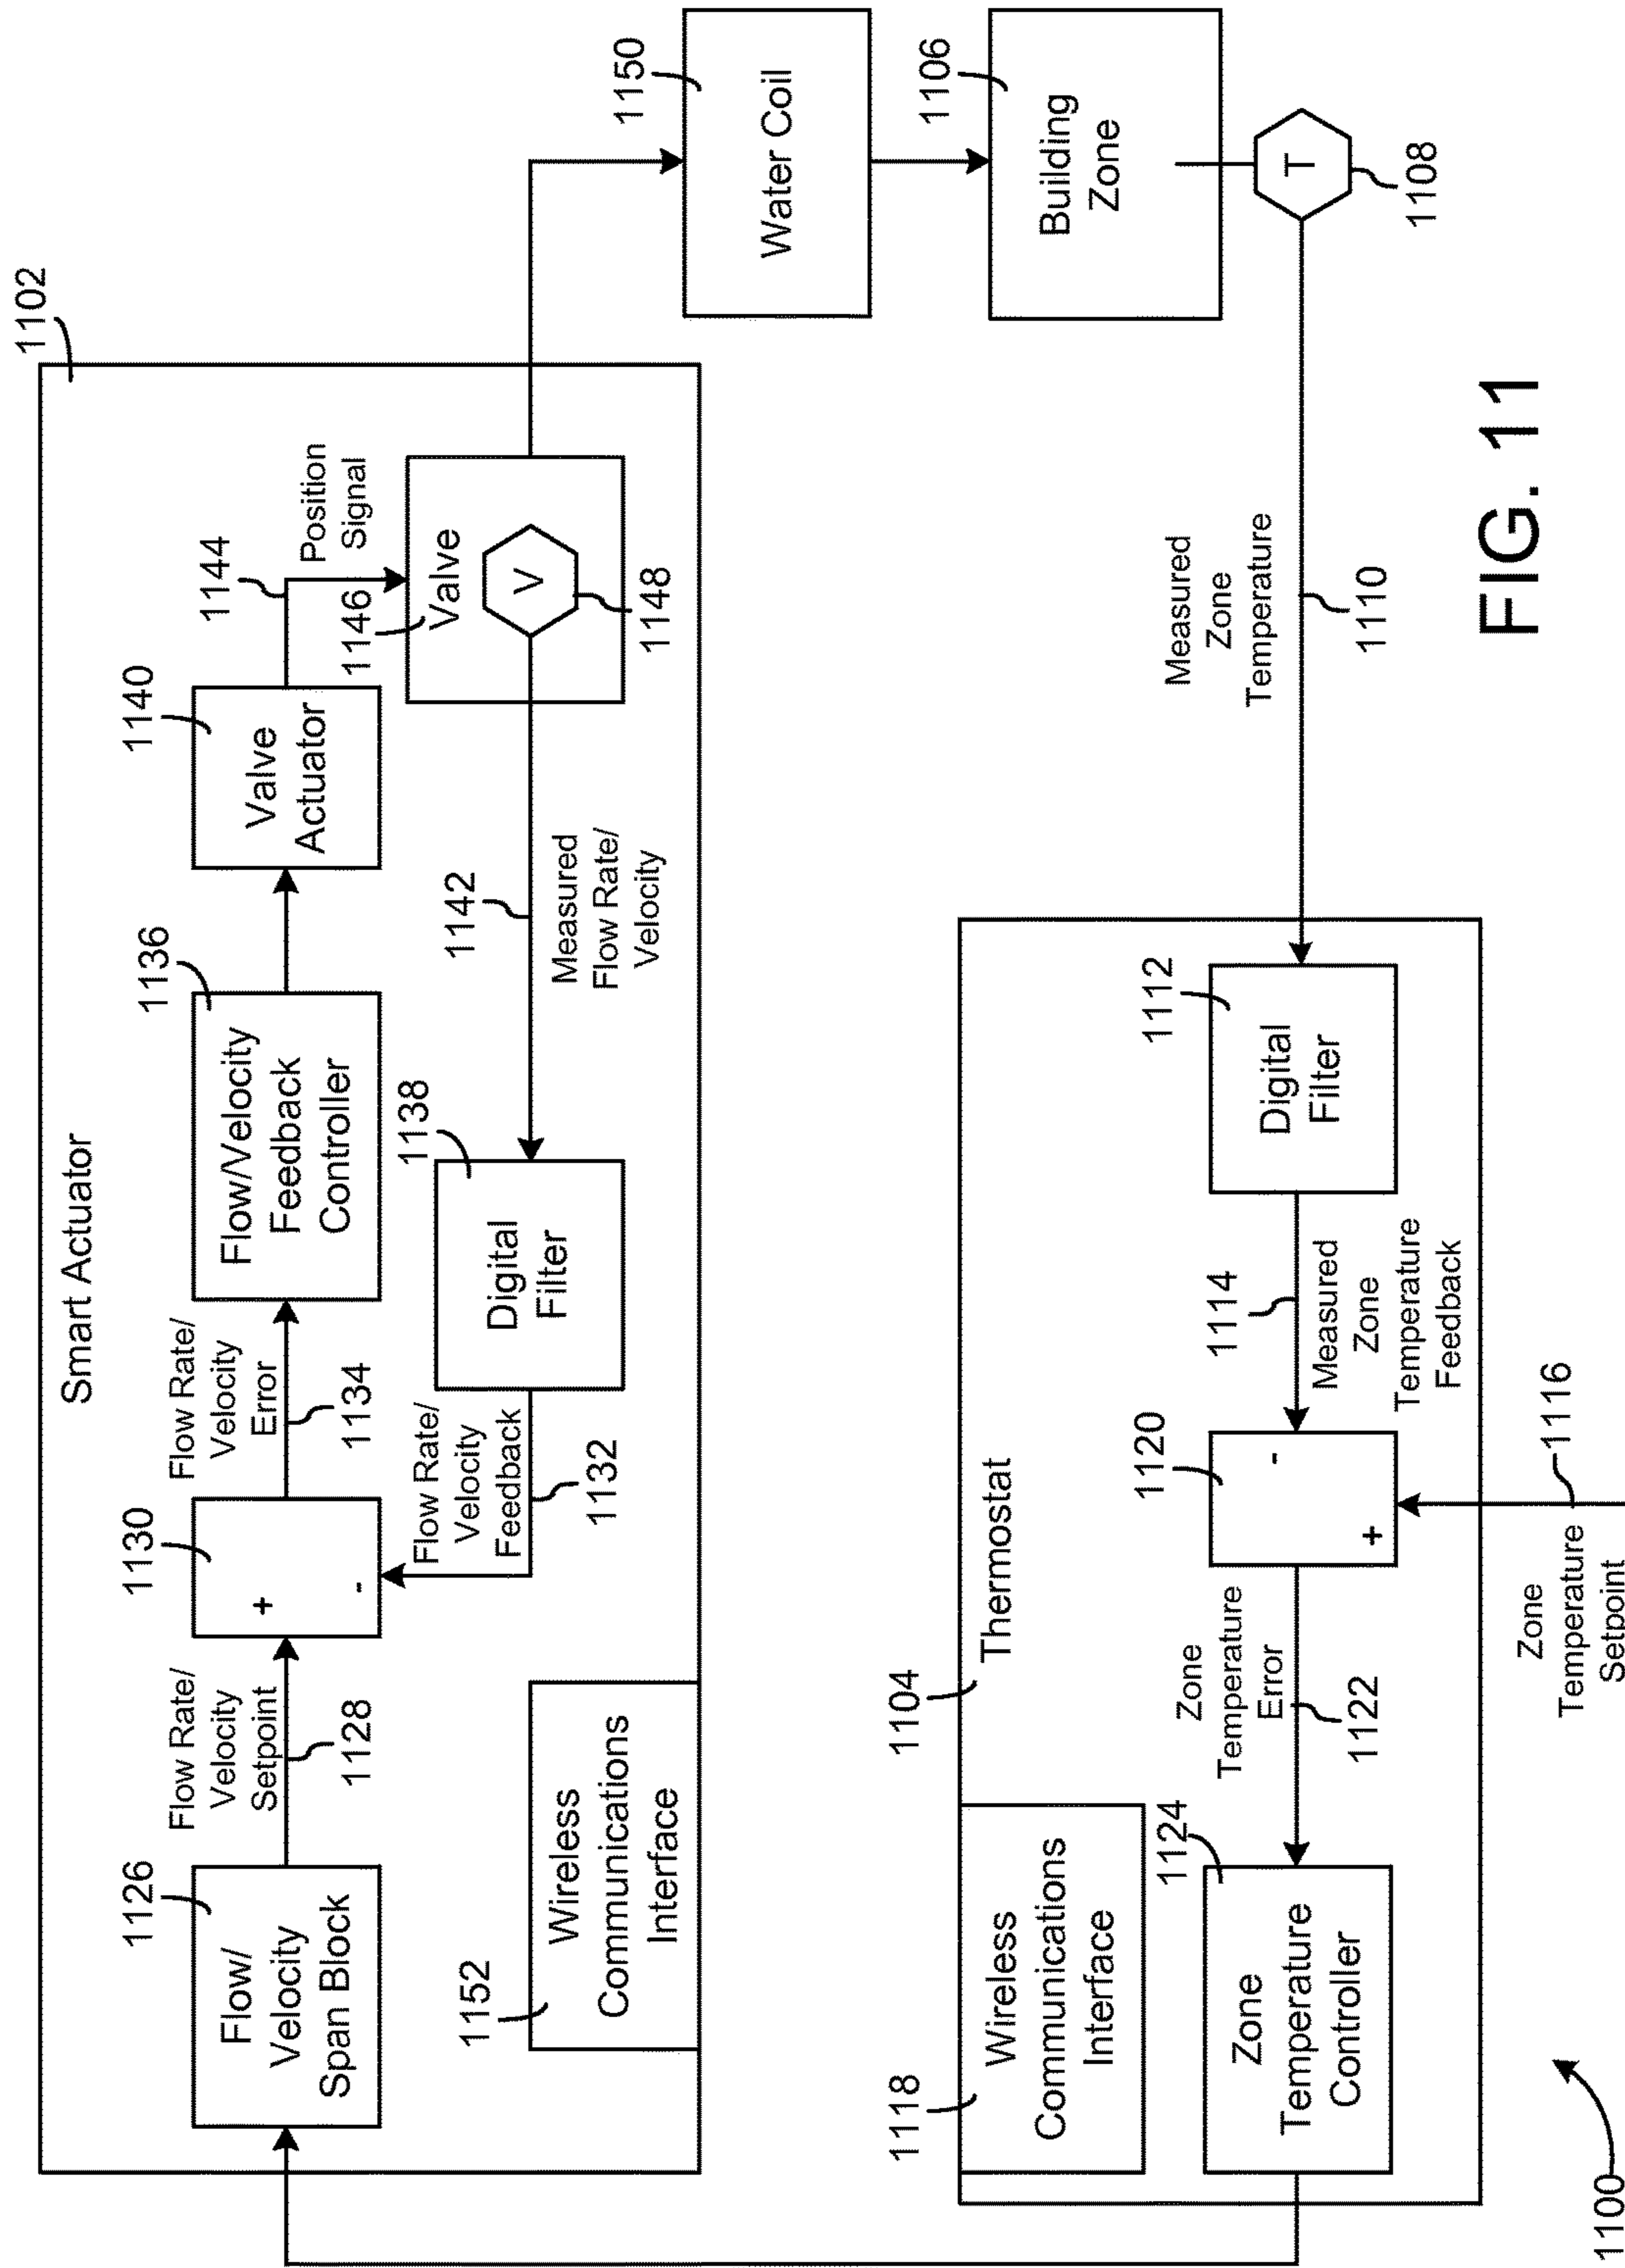 1102
Smart Actuator
1126
Flow/
Velocity
Span Block
Flow Rate/
Velocity
Setpoint
1128
1130
+
-
Flow Rate/
Velocity
Error
1134
1136
Flow/Velocity
Feedback
Controller
1140
Valve
Actuator
1144
Position
Signal
1146
Valve
V
1148
1142
Measured
Flow Rate/
Velocity
1138
Digital
Filter
Flow Rate/
Velocity
Feedback
1132
1152
Wireless
Communications
Interface
1150
Water Coil
1106
Building
Zone
T
1108
Measured
Zone
Temperature
1110
1104
Thermostat
1112
Digital
Filter
1114
Measured
Zone
Temperature
Feedback
1120
-
+
Zone
Temperature
Error
1122
1124
Zone
Temperature
Controller
1118
Wireless
Communications
Interface
1116
Zone
Temperature
Setpoint
1100
FIG. 11